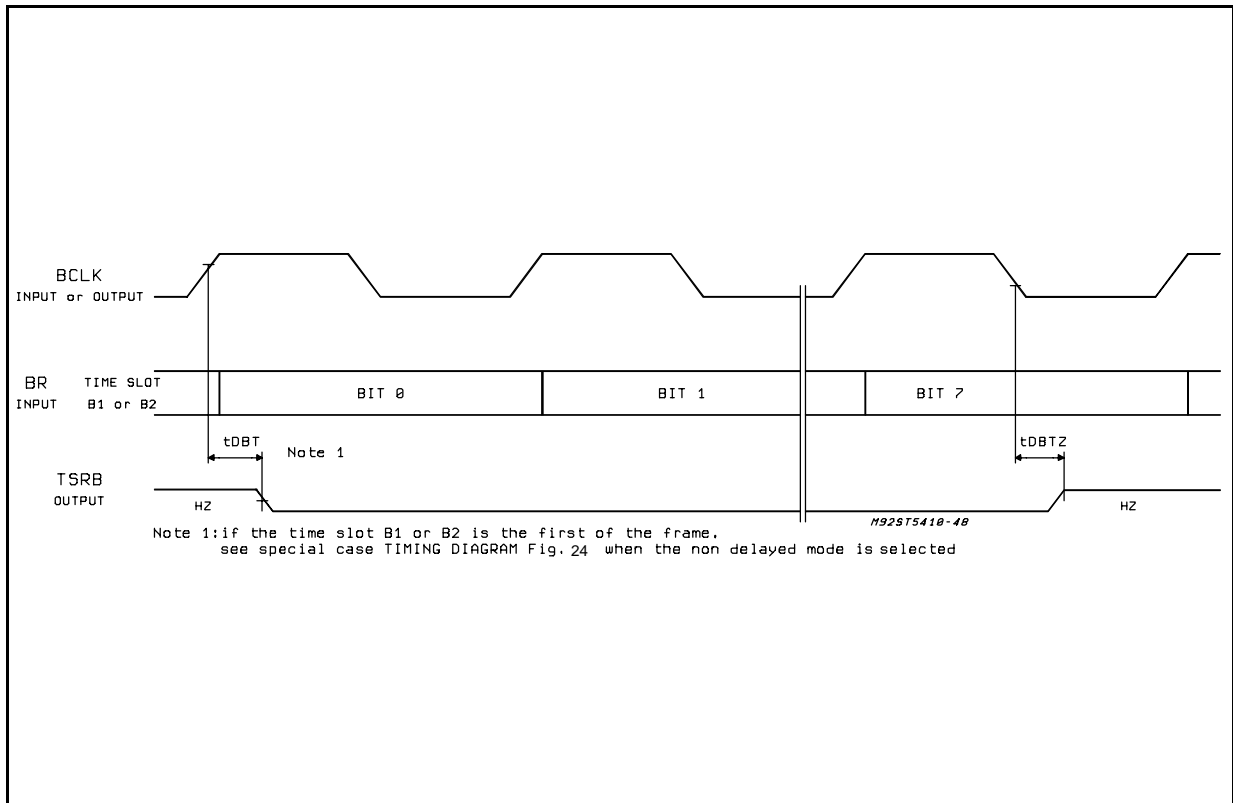 BCLK
INPUT or OUTPUT
BR TIME SLOT
INPUT B1 or B2
BIT 0
BIT 1
BIT 7
tDBT
Note 1
tDBTZ
TSRB
OUTPUT
HZ
HZ
M92ST5410-48
Note 1:if the time slot B1 or B2 is the first of the frame,
see special case TIMING DIAGRAM Fig. 24 when the non delayed mode is selected